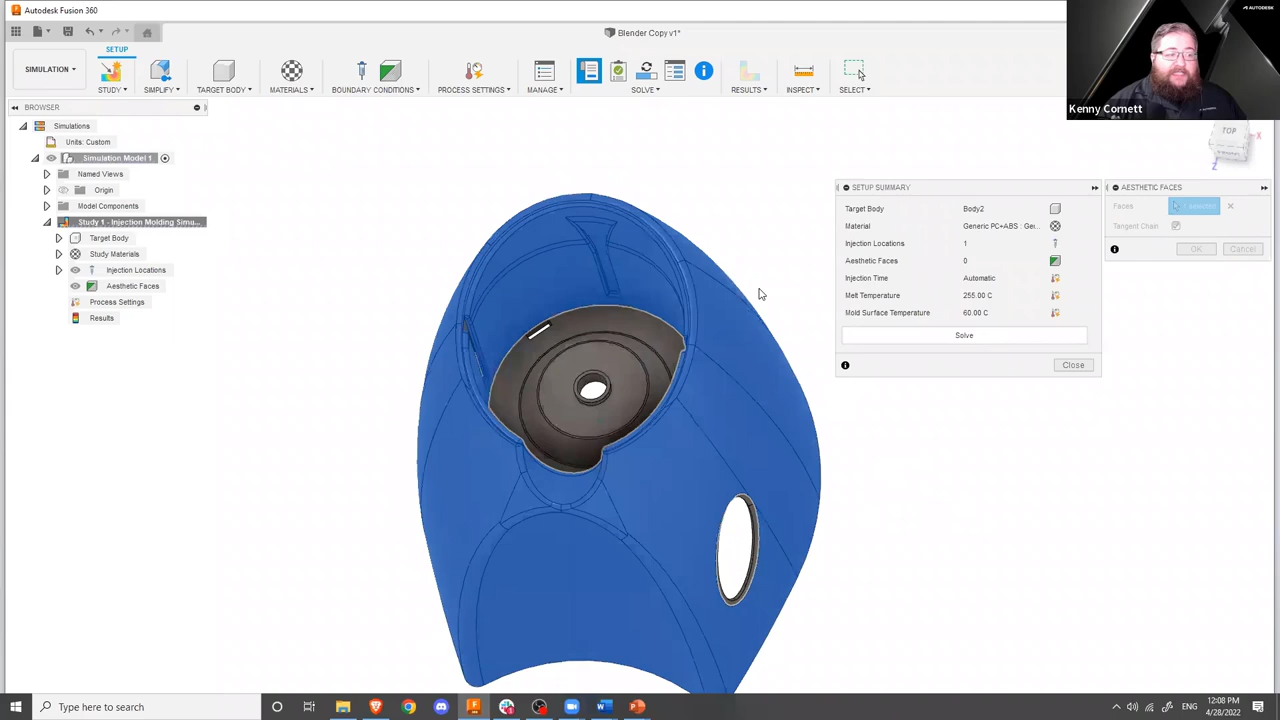 Autodesk Fusion 360
AUTODESK
Blender Copy v1*
SETUP
SIMULATION
STUDY
SIMPLIFY
TARGET BODY
MATERIALS
BOUNDARY CONDITIONS
PROCESS SETTINGS
MANAGE
SOLVE
RESULTS
INSPECT
SELECT
Kenny Cornett
BROWSER
Simulations
Units: Custom
Simulation Model 1
Named Views
Origin
Model Components
Study 1 - Injection Molding Simu...
Target Body
Study Materials
Injection Locations
Aesthetic Faces
Process Settings
Results
TOP
X
Z
SETUP SUMMARY
Target Body Body2
Material Generic PC+ABS : Gei...
Injection Locations 1
Aesthetic Faces 0
Injection Time Automatic
Melt Temperature 255.00 C
Mold Surface Temperature 60.00 C
Solve
Close
AESTHETIC FACES
Faces 1 selected
Tangent Chain
OK Cancel
Type here to search
ENG
12:08 PM
4/28/2022